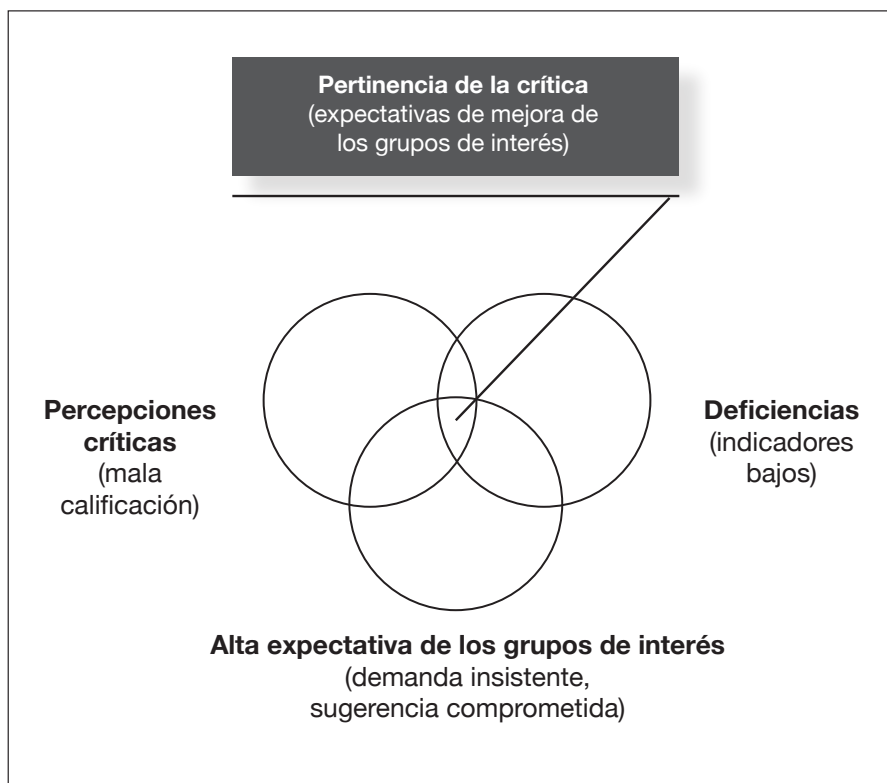 Pertinencia de la crítica
(expectativas de mejora de
los grupos de interés)
Percepciones
críticas
(mala
calificación)
Deficiencias
(indicadores
bajos)
Alta expectativa de los grupos de interés
(demanda insistente,
sugerencia comprometida)